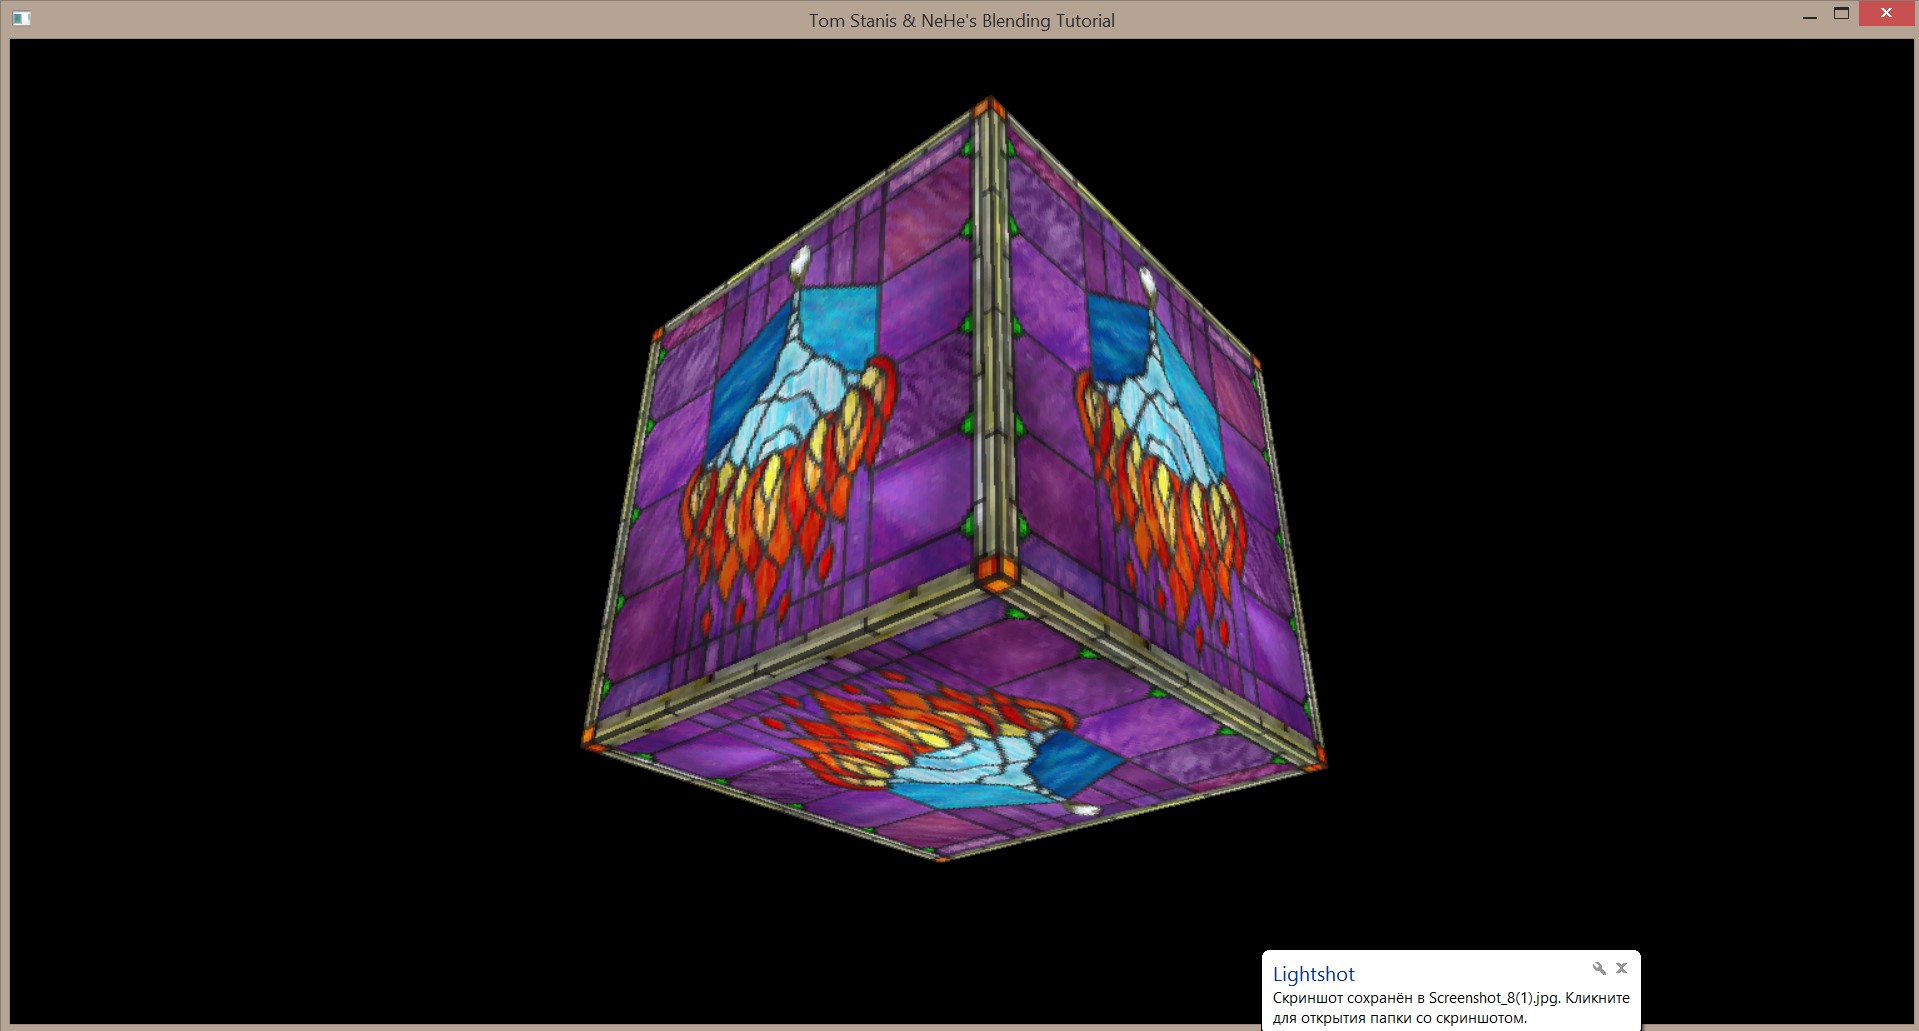 Tom Stanis & NeHe's Blending Tutorial
Lightshot
Скриншот сохранён в Screenshot_8(1).jpg. Кликните
для открытия папки со скриншотом.